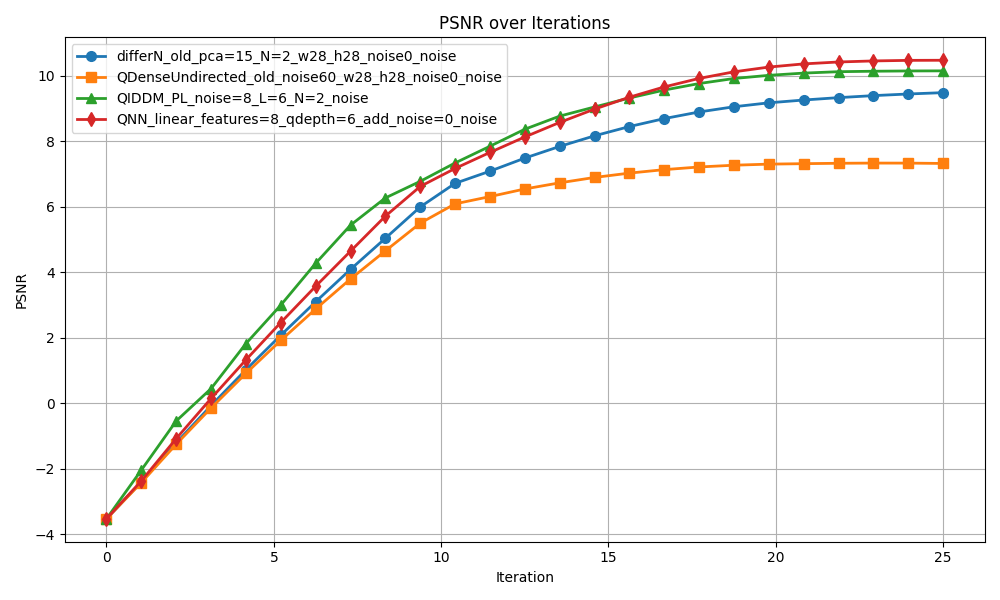 PSNR over Iterations
differN_old_pca=15_N=2_w28_h28_noise0_noise
QDenseUndirected_old_noise60_w28_h28_noise0_noise
QIDDM_PL_noise=8_L=6_N=2_noise
QNN_linear_features=8_qdepth=6_add_noise=0_noise
PSNR
10
8
6
4
2
0
−2
−4
0 5 10 15 20 25
Iteration